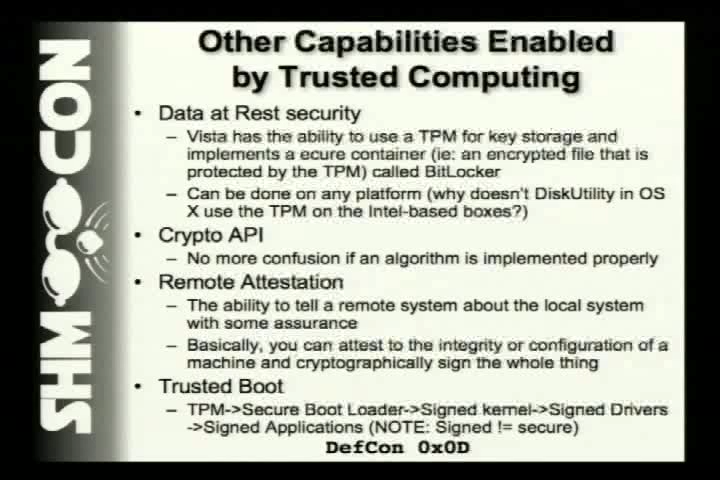 Other Capabilities Enabled
by Trusted Computing
• Data at Rest security
– Vista has the ability to use a TPM for key storage and
implements a ecure container (ie: an encrypted file that is
protected by the TPM) called BitLocker
– Can be done on any platform (why doesn't DiskUtility in OS
X use the TPM on the Intel-based boxes?)
• Crypto API
– No more confusion if an algorithm is implemented properly
• Remote Attestation
– The ability to tell a remote system about the local system
with some assurance
– Basically, you can attest to the integrity or configuration of a
machine and cryptographically sign the whole thing
• Trusted Boot
– TPM->Secure Boot Loader->Signed kernel->Signed Drivers
->Signed Applications (NOTE: Signed != secure)
DefCon 0x0D
SHMOOCON